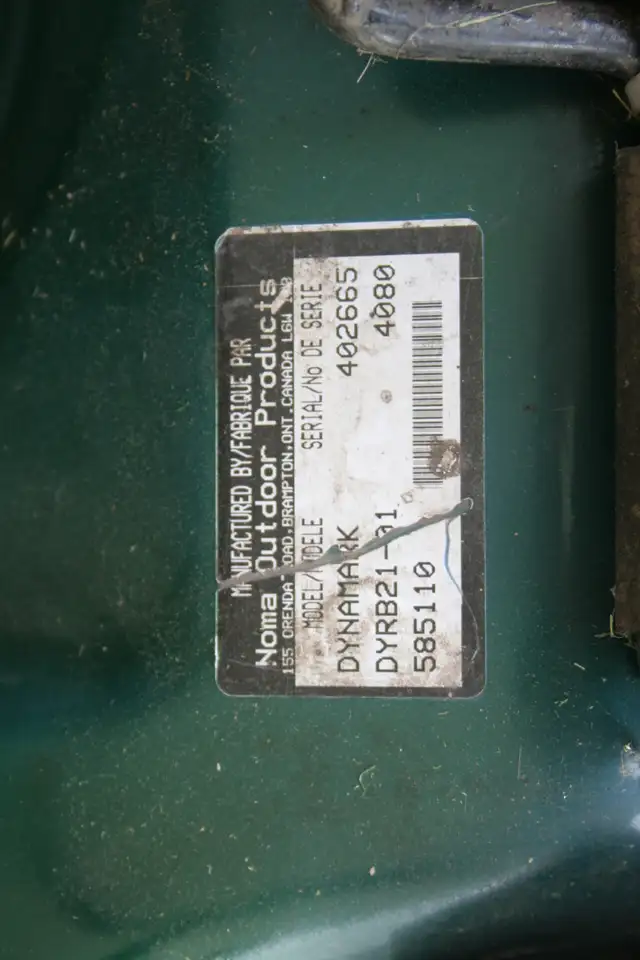 MANUFACTURED BY/FABRIQUE PAR
Noma Outdoor Products
155 ORENDA ROAD, BRAMPTON, ONT. CANADA L6W
MODEL/MODELE SERIAL/No DE SERIE
DYNAMARK 402665
DYRB21-01 4080
585110